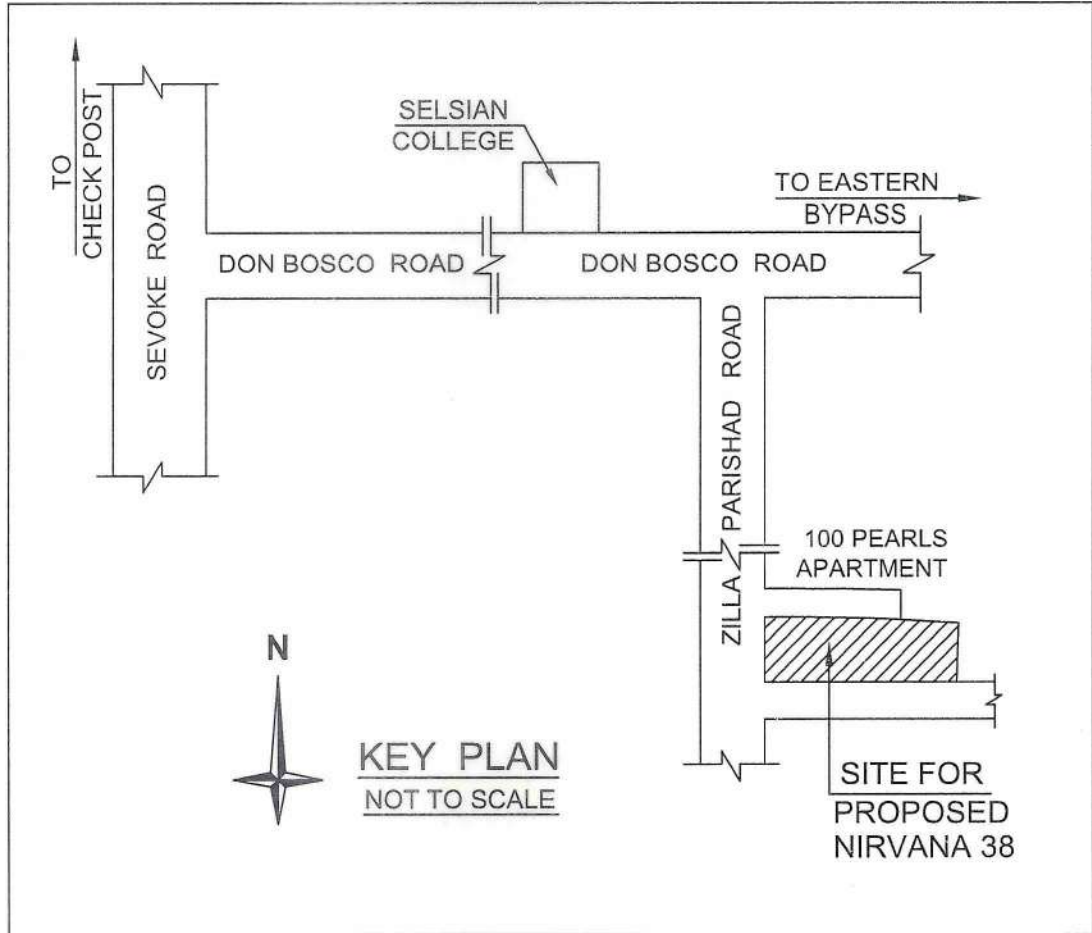 TO
CHECK POST
SEVOKE ROAD
SELSIAN
COLLEGE
TO EASTERN
BYPASS
DON BOSCO ROAD
DON BOSCO ROAD
ZILLA PARISHAD ROAD
100 PEARLS
APARTMENT
N
KEY PLAN
NOT TO SCALE
SITE FOR
PROPOSED
NIRVANA 38